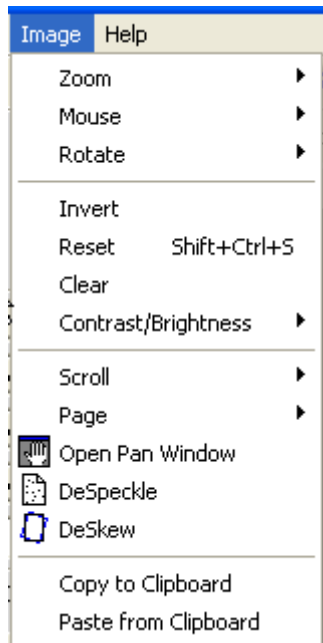 Image Help
Zoom
Mouse
Rotate
Invert
Reset Shift+Ctrl+S
Clear
Contrast/Brightness
Scroll
Page
Open Pan Window
DeSpeckle
DeSkew
Copy to Clipboard
Paste from Clipboard